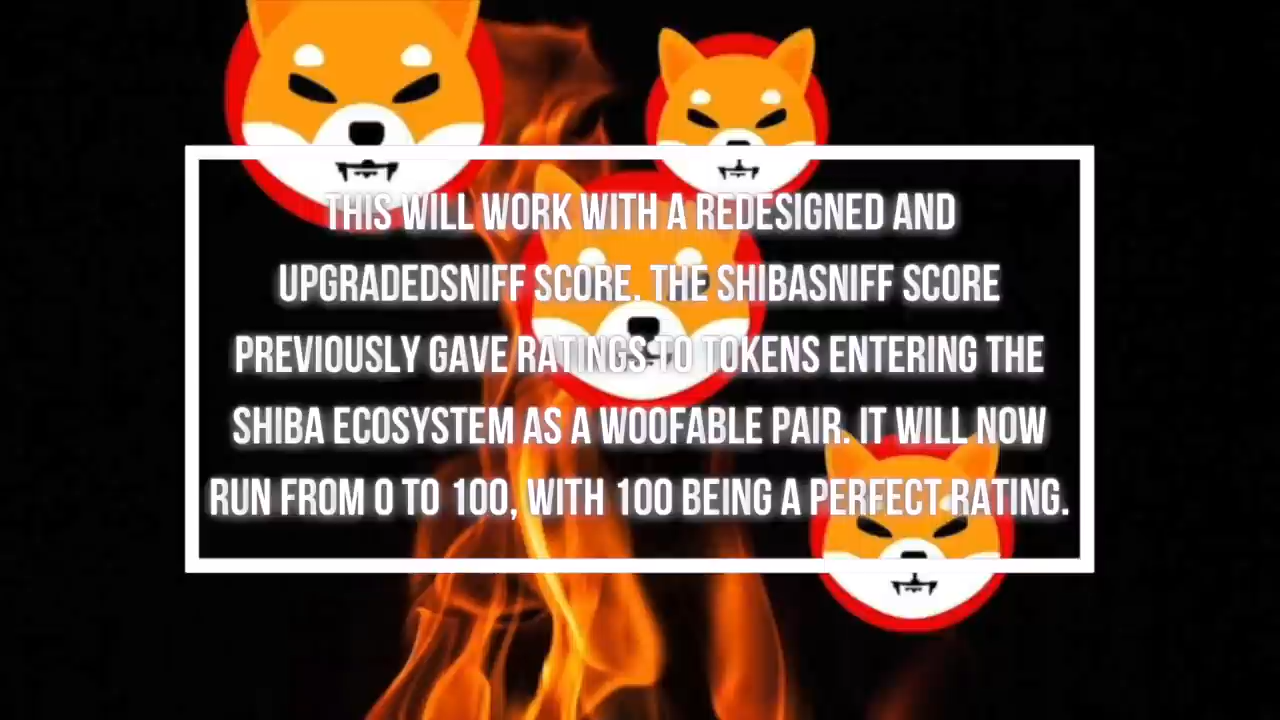 THIS WILL WORK WITH A REDESIGNED AND
UPGRADEDSNIFF SCORE. THE SHIBASNIFF SCORE
PREVIOUSLY GAVE RATINGS TO TOKENS ENTERING THE
SHIBA ECOSYSTEM AS A WOOFABLE PAIR. IT WILL NOW
RUN FROM 0 TO 100, WITH 100 BEING A PERFECT RATING.